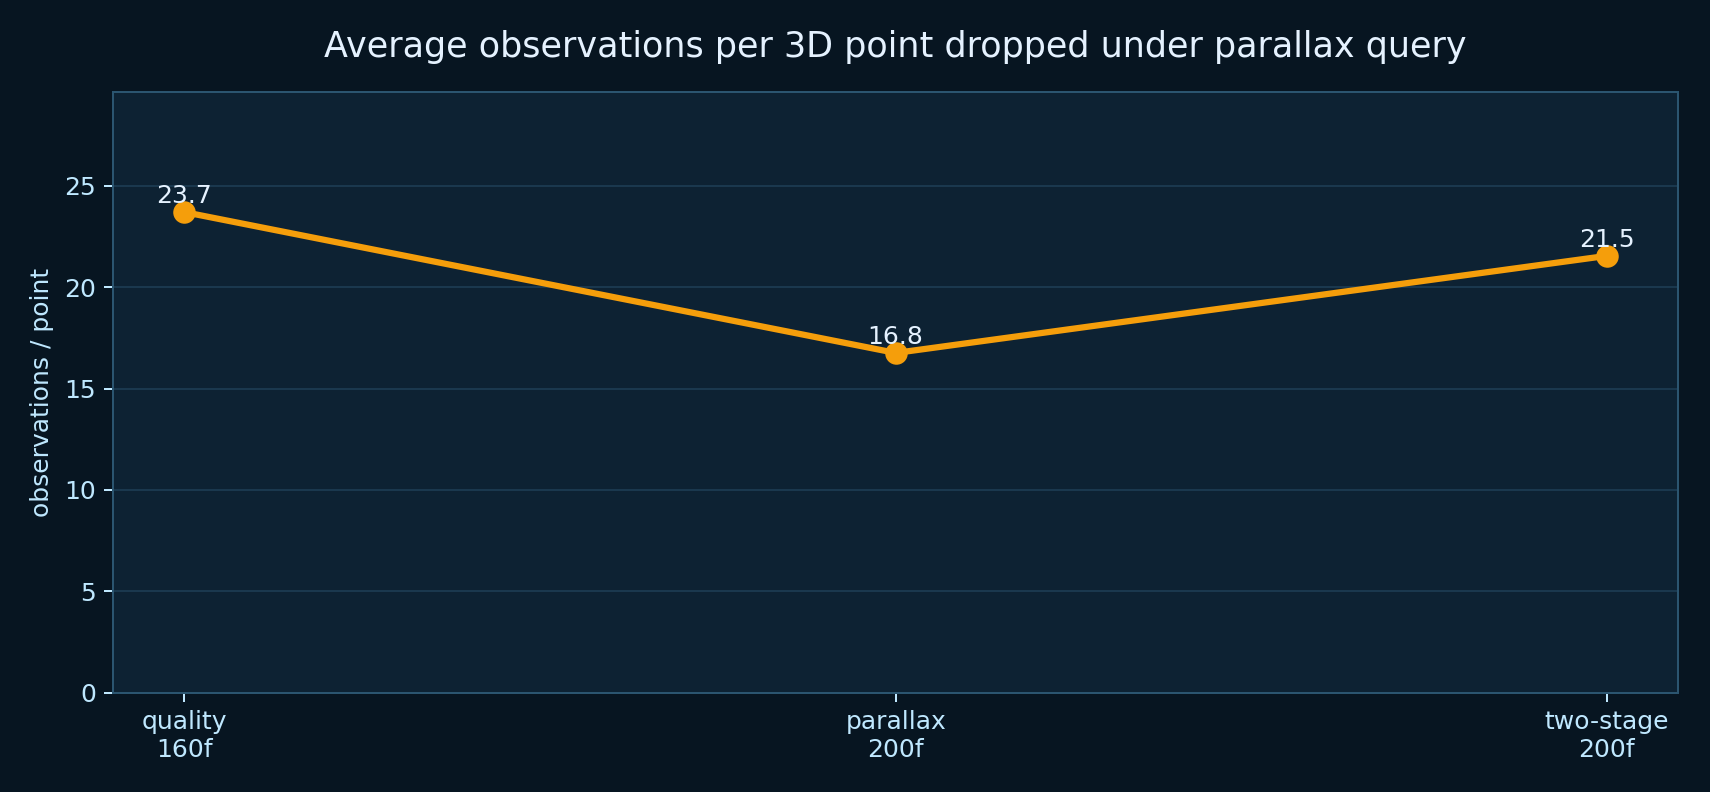 Average observations per 3D point dropped under parallax query
observations / point
25
20
15
10
5
0
23.7
16.8
21.5
quality
160f
parallax
200f
two-stage
200f